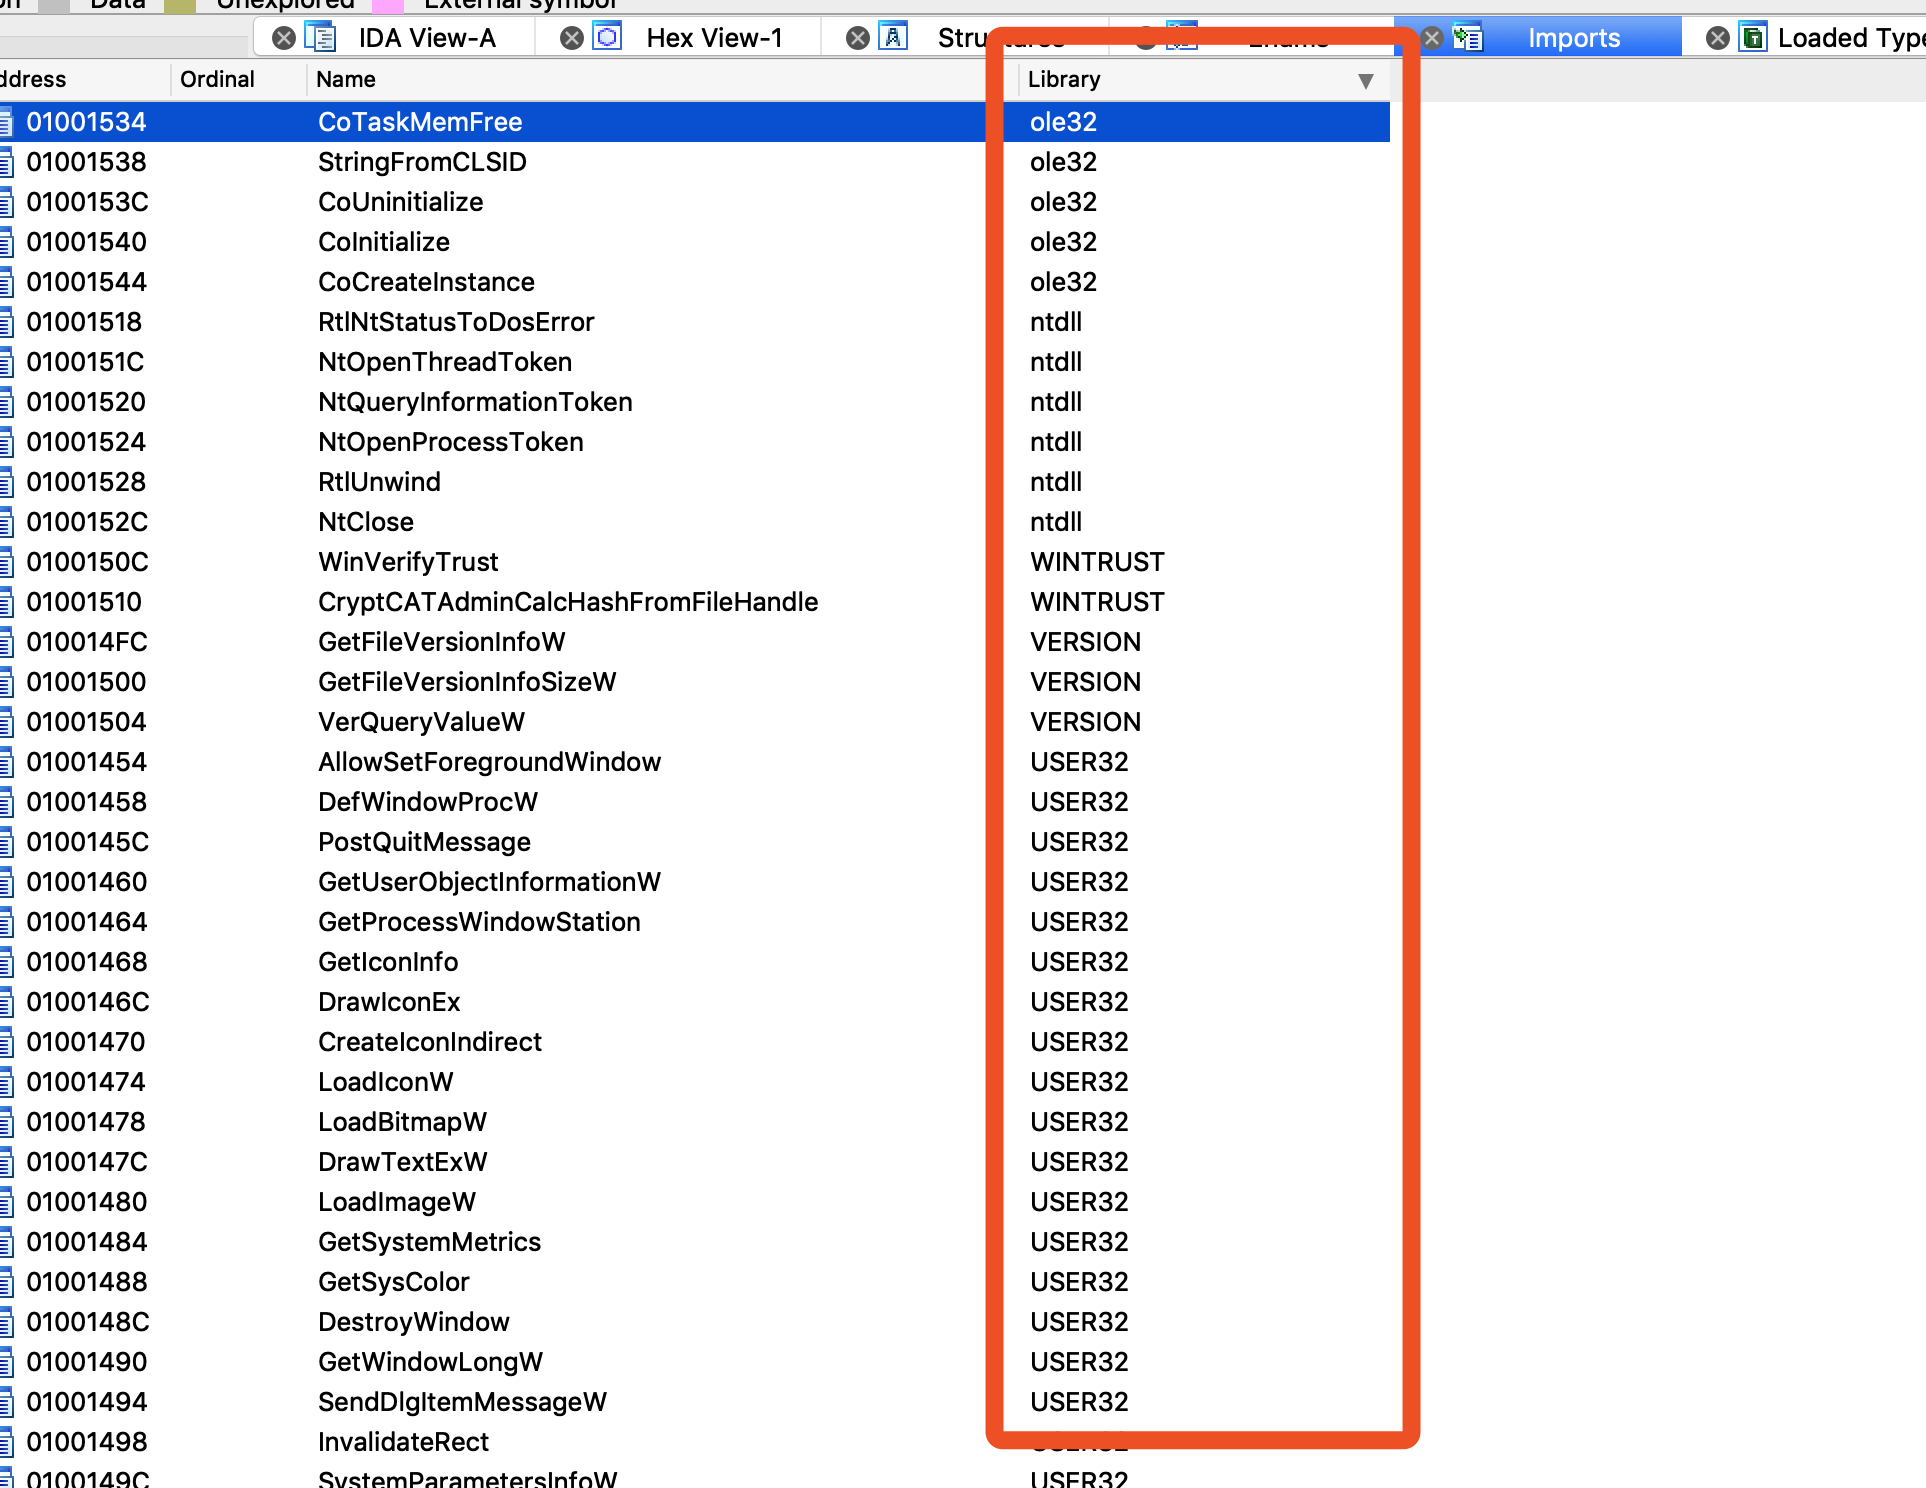 Data Unexplored External symbol
IDA View-A Hex View-1 Structures Enums Imports Loaded Type
ddress Ordinal Name Library
01001534 CoTaskMemFree ole32
01001538 StringFromCLSID ole32
0100153C CoUninitialize ole32
01001540 CoInitialize ole32
01001544 CoCreateInstance ole32
01001518 RtlNtStatusToDosError ntdll
0100151C NtOpenThreadToken ntdll
01001520 NtQueryInformationToken ntdll
01001524 NtOpenProcessToken ntdll
01001528 RtlUnwind ntdll
0100152C NtClose ntdll
0100150C WinVerifyTrust WINTRUST
01001510 CryptCATAdminCalcHashFromFileHandle WINTRUST
010014FC GetFileVersionInfoW VERSION
01001500 GetFileVersionInfoSizeW VERSION
01001504 VerQueryValueW VERSION
01001454 AllowSetForegroundWindow USER32
01001458 DefWindowProcW USER32
0100145C PostQuitMessage USER32
01001460 GetUserObjectInformationW USER32
01001464 GetProcessWindowStation USER32
01001468 GetIconInfo USER32
0100146C DrawIconEx USER32
01001470 CreateIconIndirect USER32
01001474 LoadIconW USER32
01001478 LoadBitmapW USER32
0100147C DrawTextExW USER32
01001480 LoadImageW USER32
01001484 GetSystemMetrics USER32
01001488 GetSysColor USER32
0100148C DestroyWindow USER32
01001490 GetWindowLongW USER32
01001494 SendDlgItemMessageW USER32
01001498 InvalidateRect USER32
0100149C SystemParametersInfoW USER32